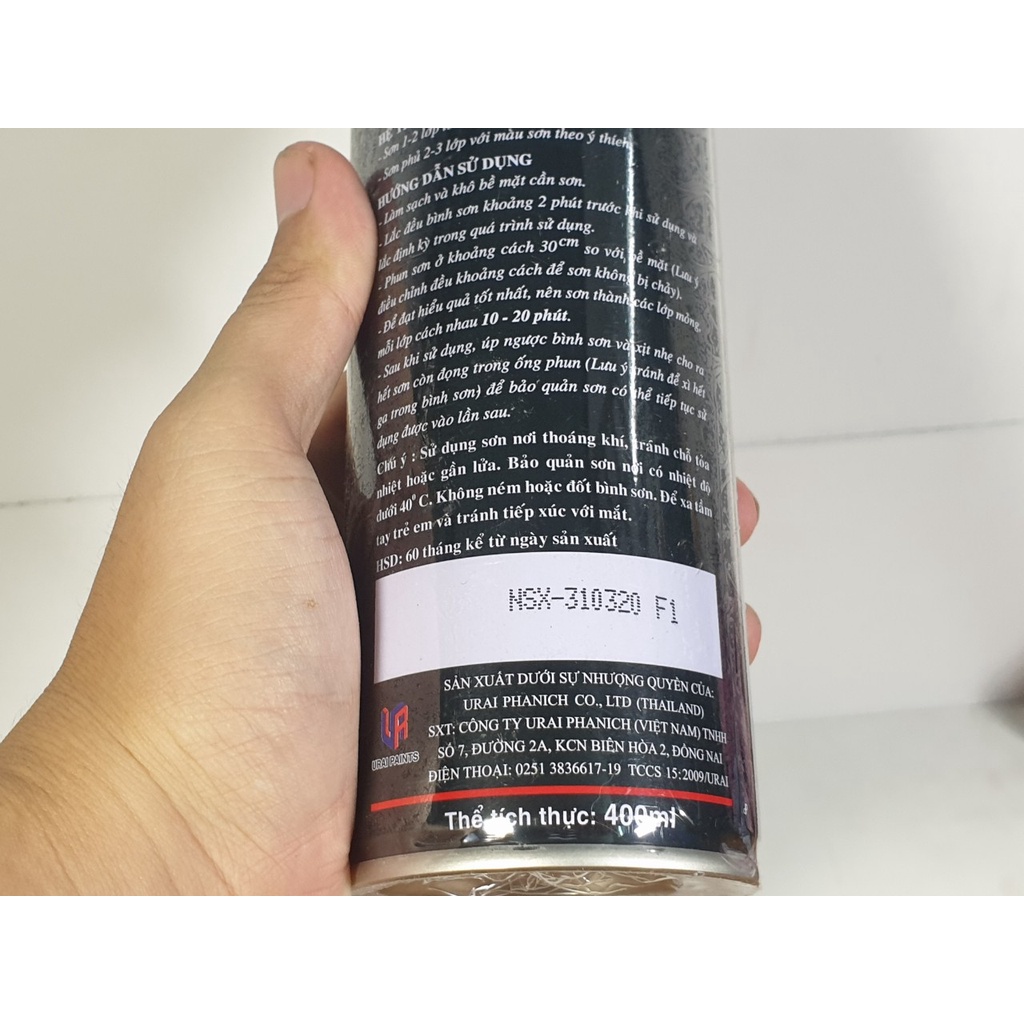 - Sơn 1-2 lớp
- Sơn phủ 2-3 lớp với màu sơn theo ý thích
HƯỚNG DẪN SỬ DỤNG
- Làm sạch và khô bề mặt cần sơn.
- Lắc đều bình sơn khoảng 2 phút trước khi sử dụng và
lắc định kỳ trong quá trình sử dụng.
- Phun sơn ở khoảng cách 30cm so với bề mặt (Lưu ý
điều chỉnh đều khoảng cách để sơn không bị chảy).
- Để đạt hiểu quả tốt nhất, nên sơn thành các lớp mỏng,
mỗi lớp cách nhau 10 - 20 phút.
- Sau khi sử dụng, úp ngược bình sơn và xịt nhẹ cho ra
hết sơn còn đọng trong ống phun (Lưu ý tránh để xì hết
ga trong bình sơn) để bảo quản sơn có thể tiếp tục sử
dụng được vào lần sau.
Chú ý : Sử dụng sơn nơi thoáng khí, tránh chỗ tỏa
nhiệt hoặc gần lửa. Bảo quản sơn nơi có nhiệt độ
dưới 40⁰ C. Không ném hoặc đốt bình sơn. Để xa tầm
tay trẻ em và tránh tiếp xúc với mắt.
HSD: 60 tháng kể từ ngày sản xuất
NSX-310320 F1
SẢN XUẤT DƯỚI SỰ NHƯỢNG QUYỀN CỦA:
URAI PHANICH CO., LTD (THAILAND)
SXT: CÔNG TY URAI PHANICH (VIỆT NAM) TNHH
SỐ 7, ĐƯỜNG 2A, KCN BIÊN HÒA 2, ĐỒNG NAI
ĐIỆN THOẠI: 0251 3836617-19 TCCS 15:2009/URAI
URAI PAINTS
Thể tích thực: 400ml